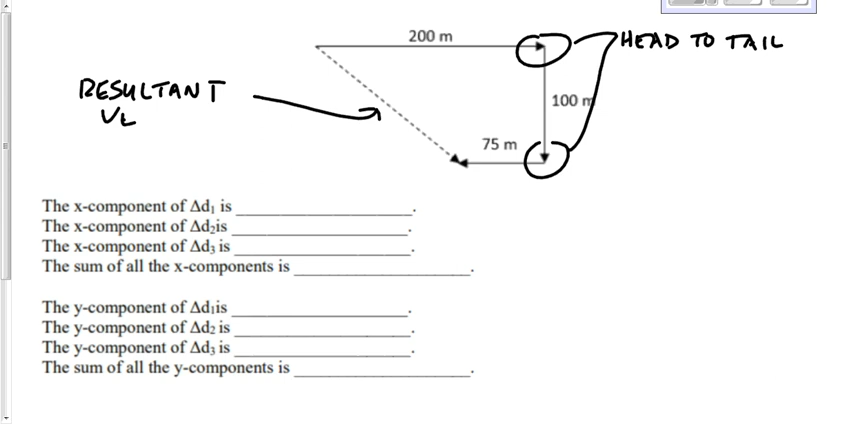 200 m
HEAD TO TAIL
RESULTANT
100 m
75 m
The x-component of Δd₁ is ____________________.
The x-component of Δd₂is ____________________.
The x-component of Δd₃ is ____________________.
The sum of all the x-components is ____________________.
The y-component of Δd₁is ____________________.
The y-component of Δd₂ is ____________________.
The y-component of Δd₃ is ____________________.
The sum of all the y-components is ____________________.